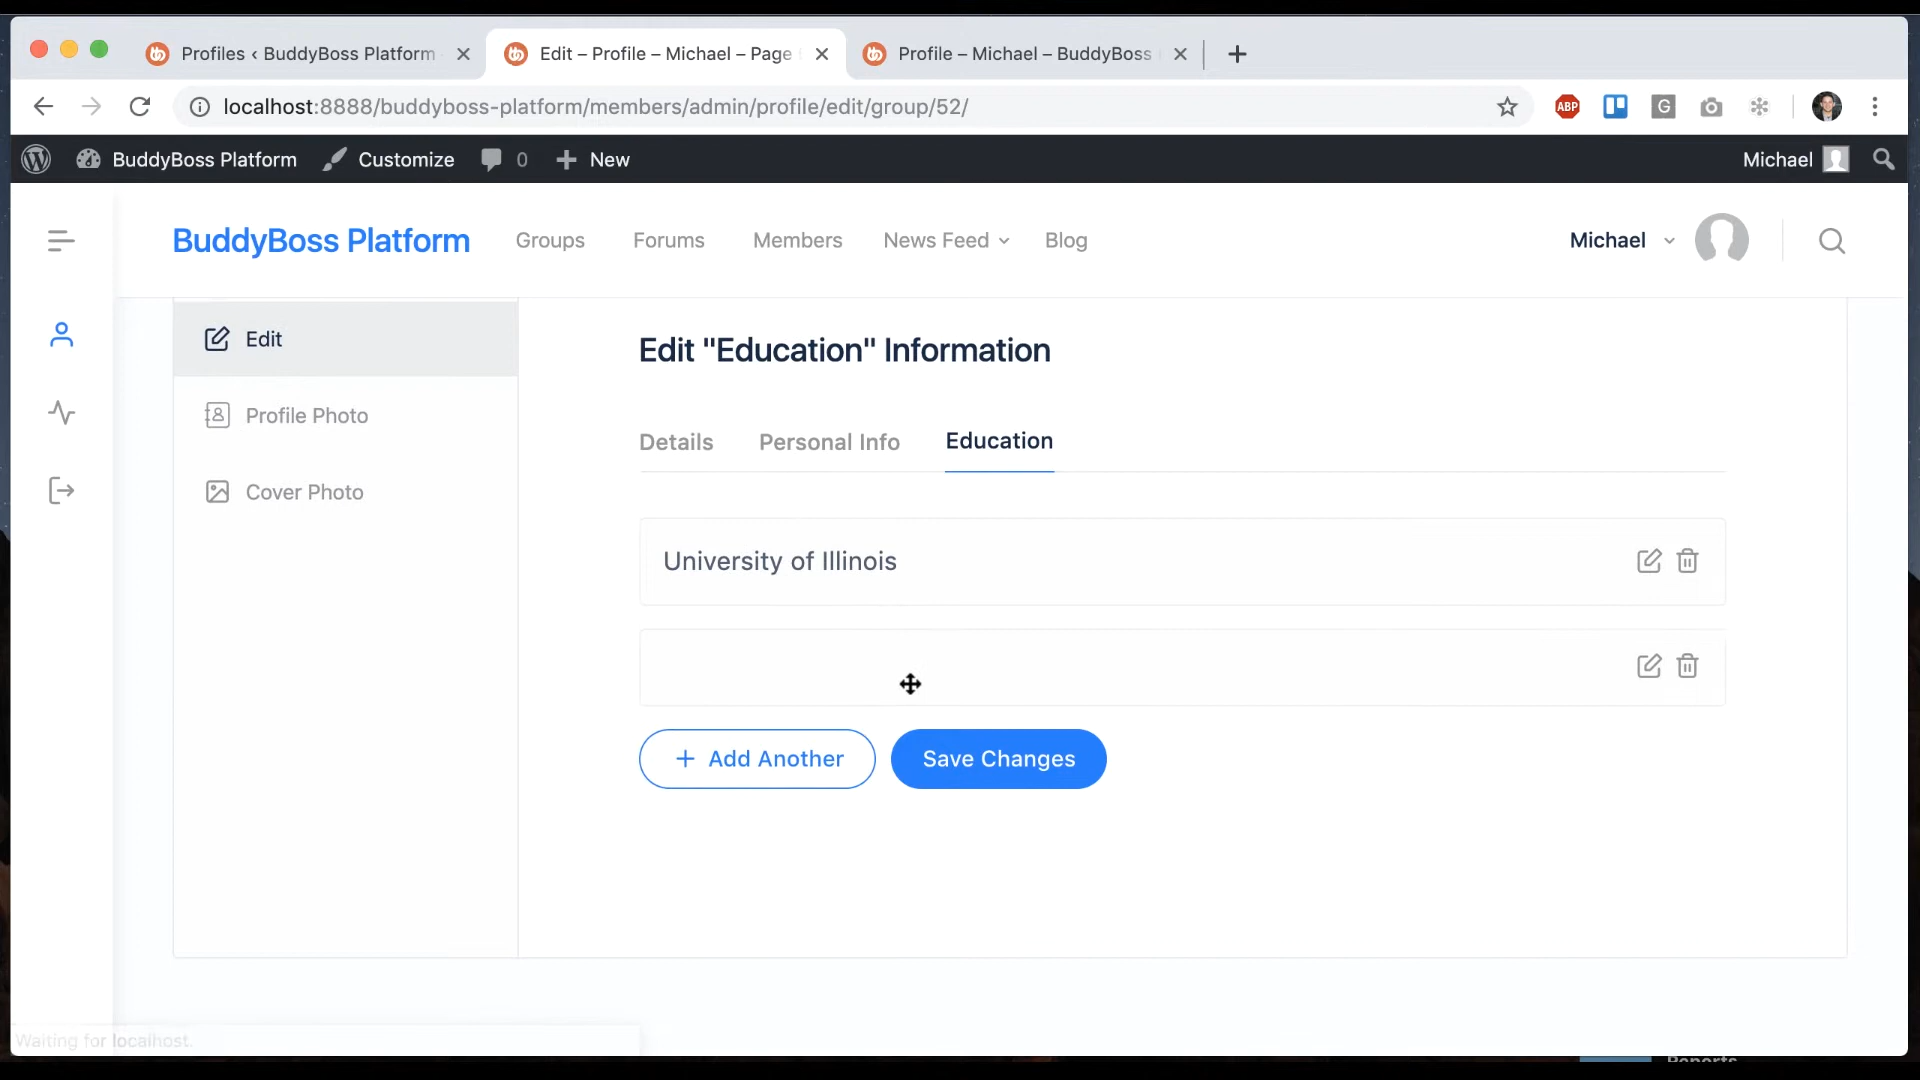 Profiles ‹ BuddyBoss Platform
Edit – Profile – Michael – Page
Profile – Michael – BuddyBoss
localhost:8888/buddyboss-platform/members/admin/profile/edit/group/52/
ABP
G
BuddyBoss Platform
Customize
0
New
Michael
BuddyBoss Platform
Groups
Forums
Members
News Feed
Blog
Michael
Edit
Profile Photo
Cover Photo
Edit "Education" Information
Details
Personal Info
Education
University of Illinois
+ Add Another
Save Changes
Waiting for localhost.
Reports